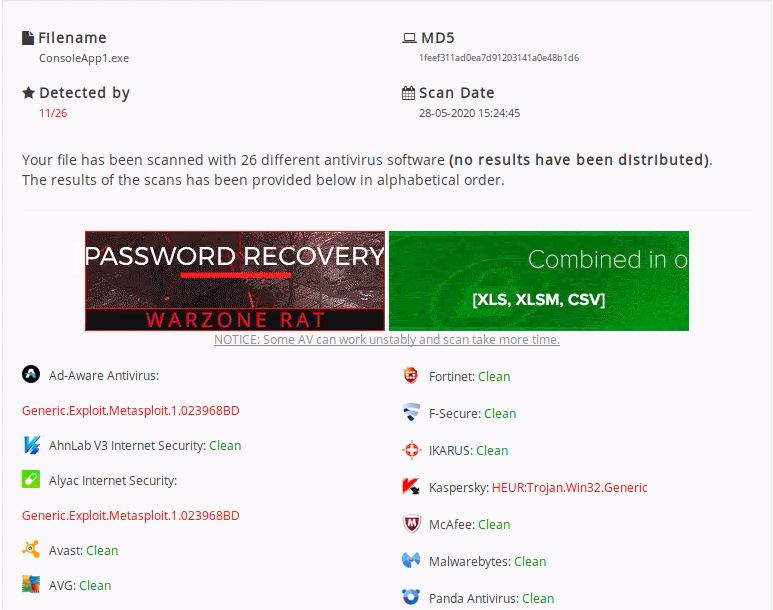 Filename
ConsoleApp1.exe
MD5
1feef311ad0ea7d91203141a0e48b1d6
Detected by
11/26
Scan Date
28-05-2020 15:24:45
Your file has been scanned with 26 different antivirus software (no results have been distributed).
The results of the scans has been provided below in alphabetical order.
PASSWORD RECOVERY
WARZONE RAT
Combined in o
[XLS, XLSM, CSV]
NOTICE: Some AV can work unstably and scan take more time.
Ad-Aware Antivirus:
Generic.Exploit.Metasploit.1.023968BD
AhnLab V3 Internet Security: Clean
Alyac Internet Security:
Generic.Exploit.Metasploit.1.023968BD
Avast: Clean
AVG: Clean
Fortinet: Clean
F-Secure: Clean
IKARUS: Clean
Kaspersky: HEUR:Trojan.Win32.Generic
McAfee: Clean
Malwarebytes: Clean
Panda Antivirus: Clean